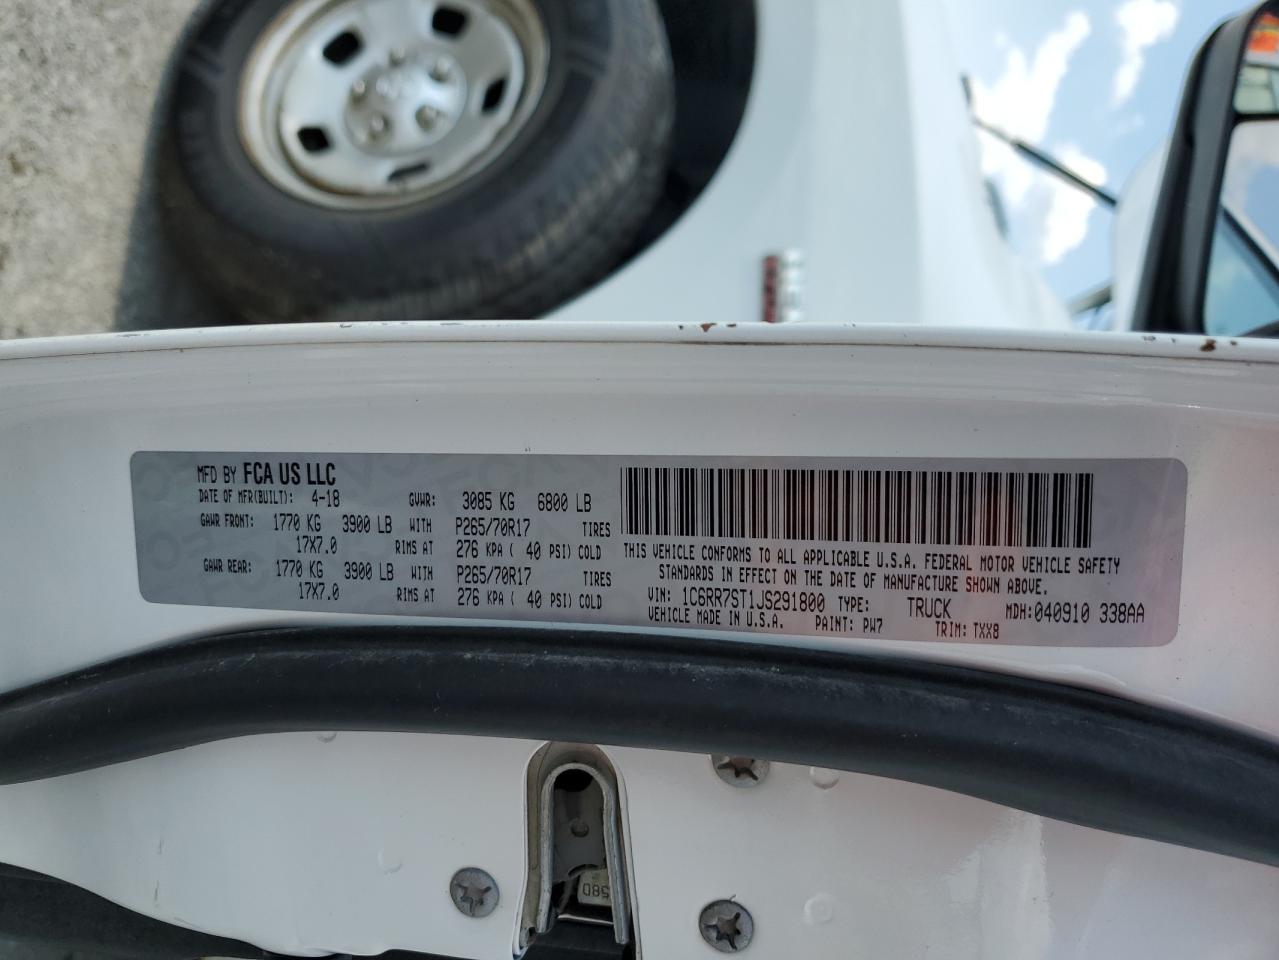 MFD BY FCA US LLC
DATE OF MFR(BUILT): 4-18 GVWR: 3085 KG 6800 LB
GAWR FRONT: 1770 KG 3900 LB WITH P265/70R17 TIRES
17X7.0 RIMS AT 276 KPA ( 40 PSI) COLD
GAWR REAR: 1770 KG 3900 LB WITH P265/70R17 TIRES
17X7.0 RIMS AT 276 KPA ( 40 PSI) COLD
THIS VEHICLE CONFORMS TO ALL APPLICABLE U.S.A. FEDERAL MOTOR VEHICLE SAFETY
STANDARDS IN EFFECT ON THE DATE OF MANUFACTURE SHOWN ABOVE.
VIN: 1C6RR7ST1JS291800 TYPE: TRUCK MDH: 040910 338AA
VEHICLE MADE IN U.S.A. PAINT: PW7 TRIM: TXX8
580